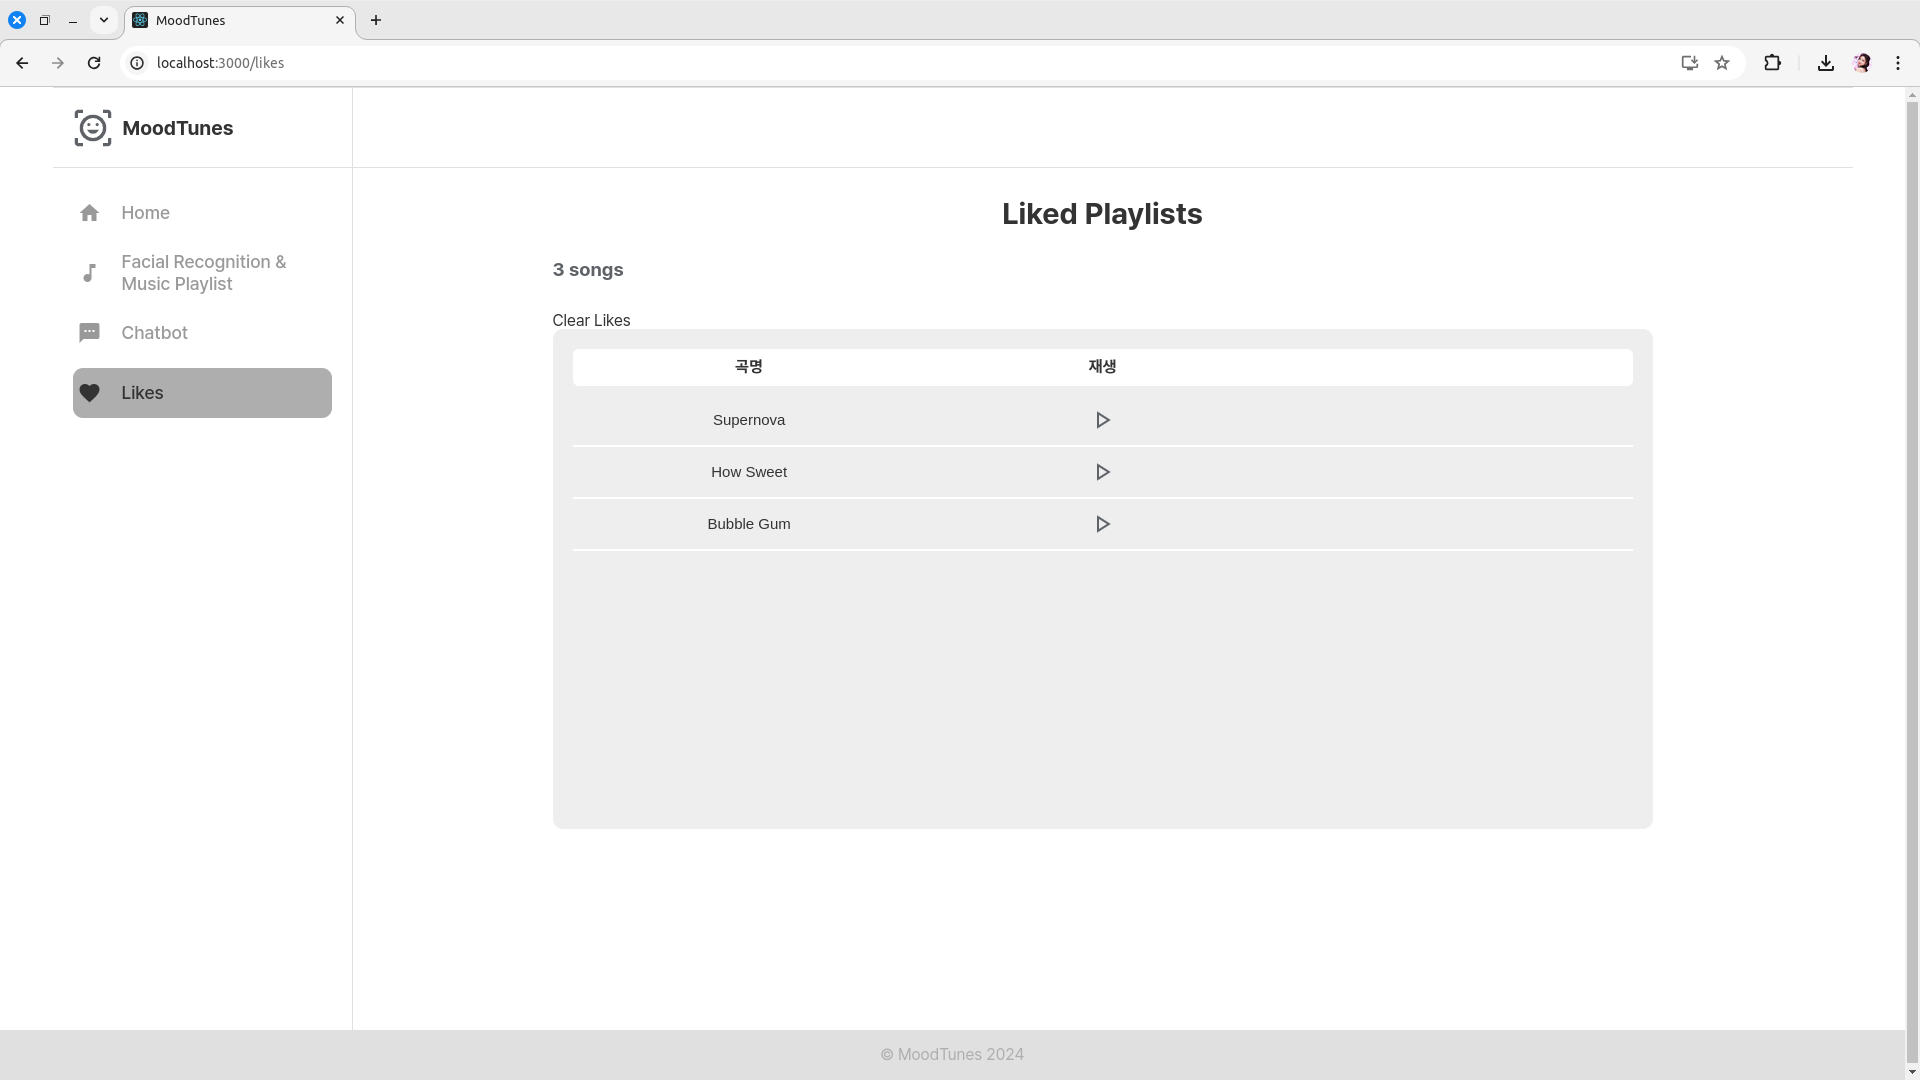 MoodTunes
localhost:3000/likes
MoodTunes
Home
Facial Recognition &
Music Playlist
Chatbot
Likes
Liked Playlists
3 songs
Clear Likes
곡명 재생
Supernova
How Sweet
Bubble Gum
© MoodTunes 2024